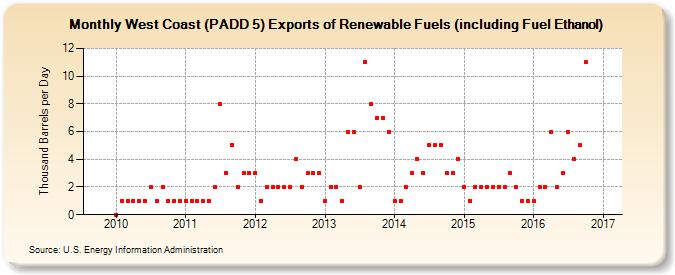 Monthly West Coast (PADD 5) Exports of Renewable Fuels (including Fuel Ethanol)
Thousand Barrels per Day
12
10
8
6
4
2
0
2010 2011 2012 2013 2014 2015 2016 2017
Source: U.S. Energy Information Administration